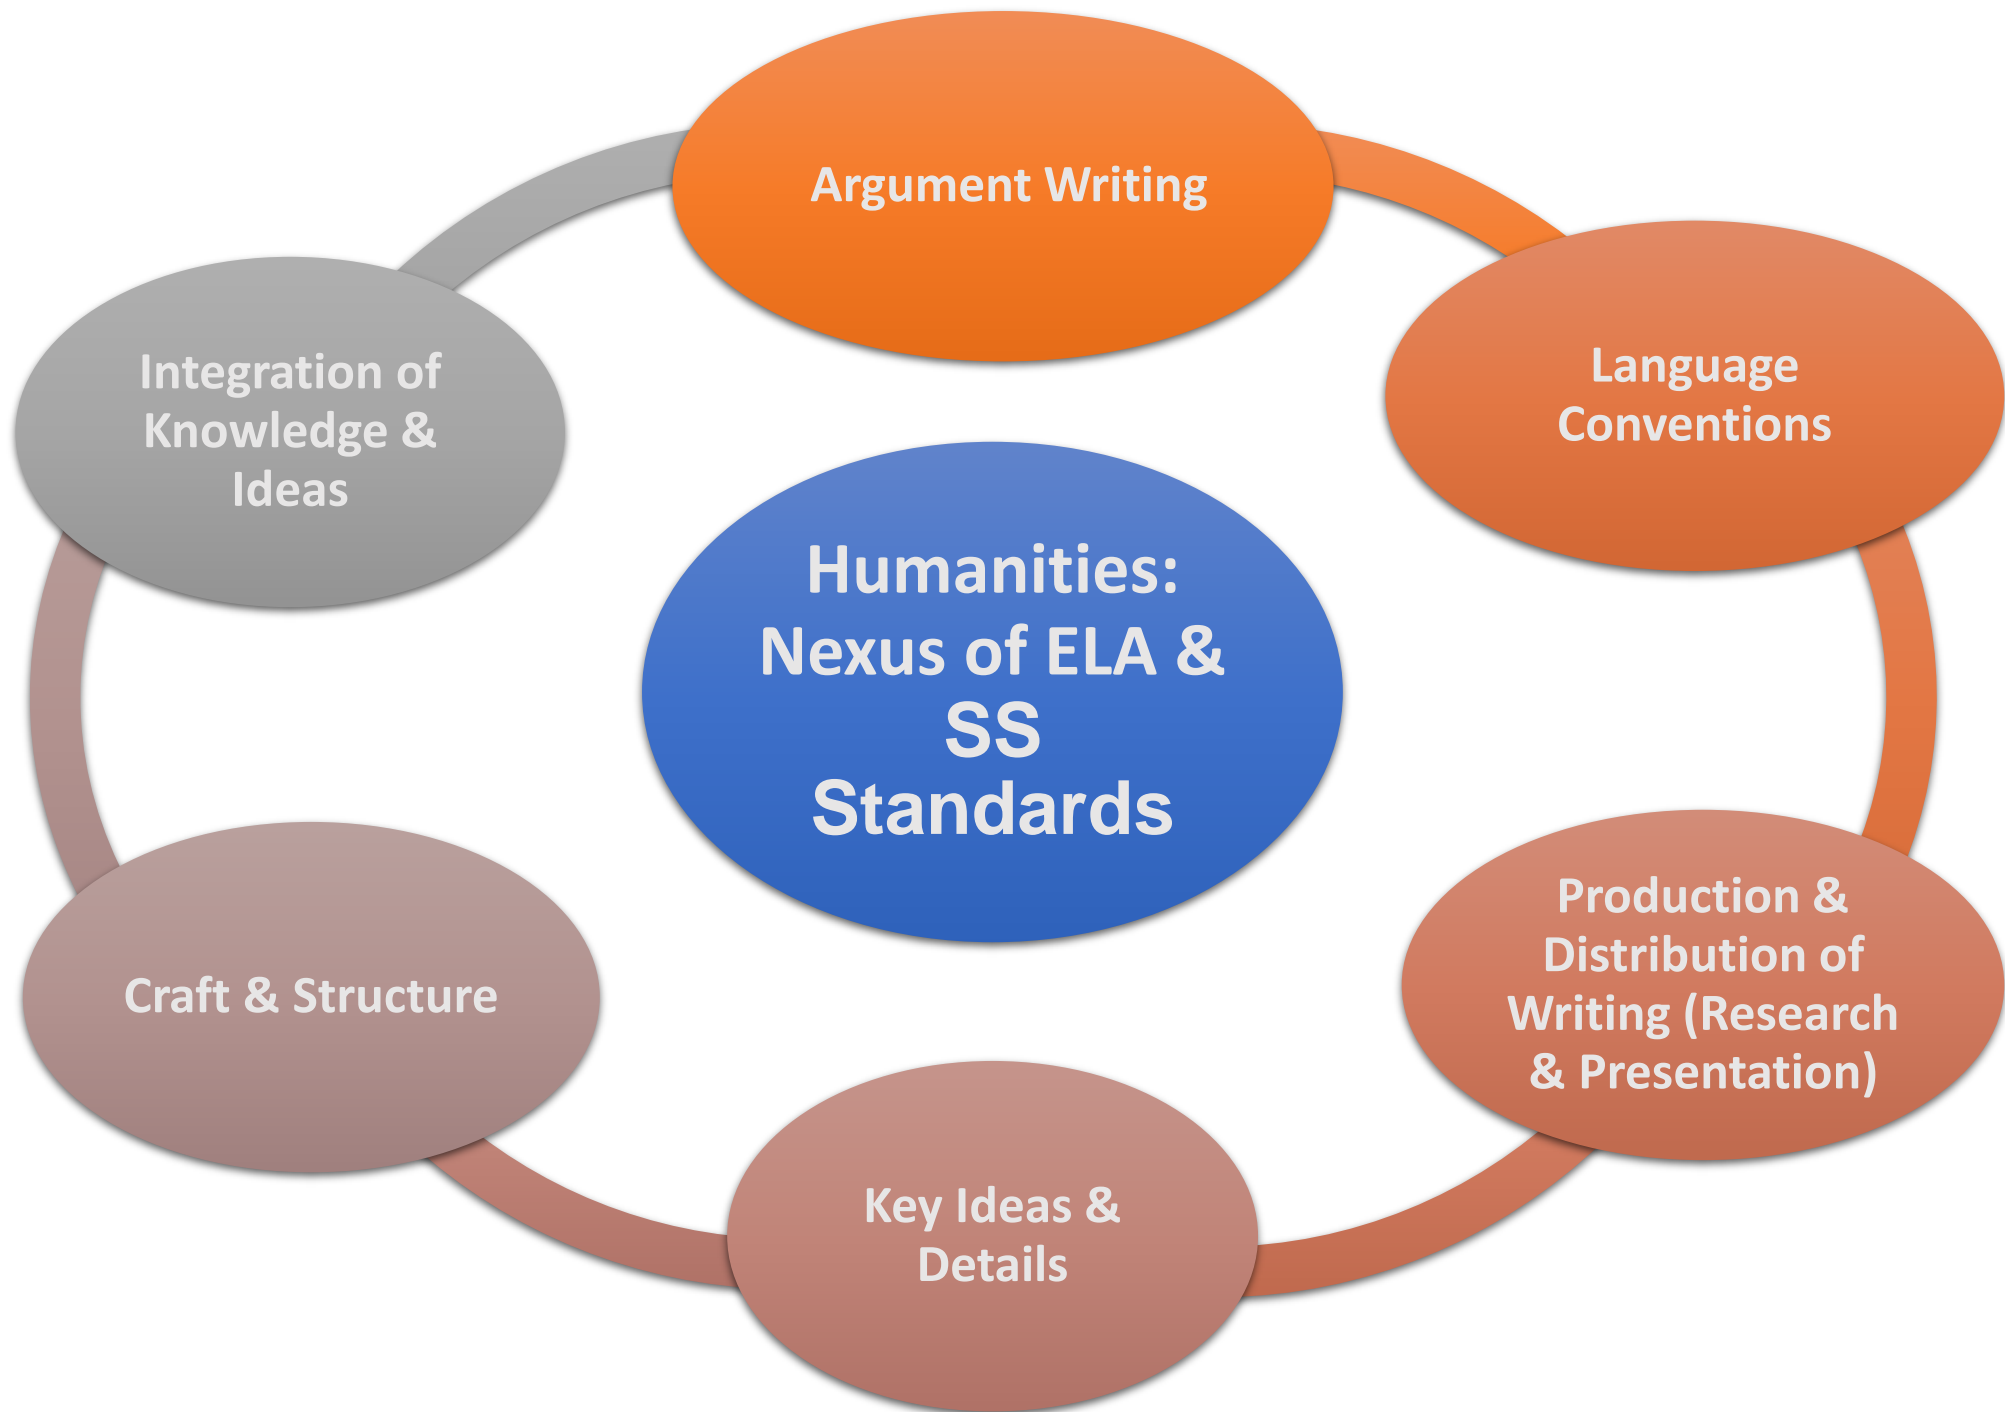 Argument Writing
Language
Conventions
Production &
Distribution of
Writing (Research
& Presentation)
Key Ideas &
Details
Craft & Structure
Integration of
Knowledge &
Ideas
Humanities:
Nexus of ELA &
SS
Standards